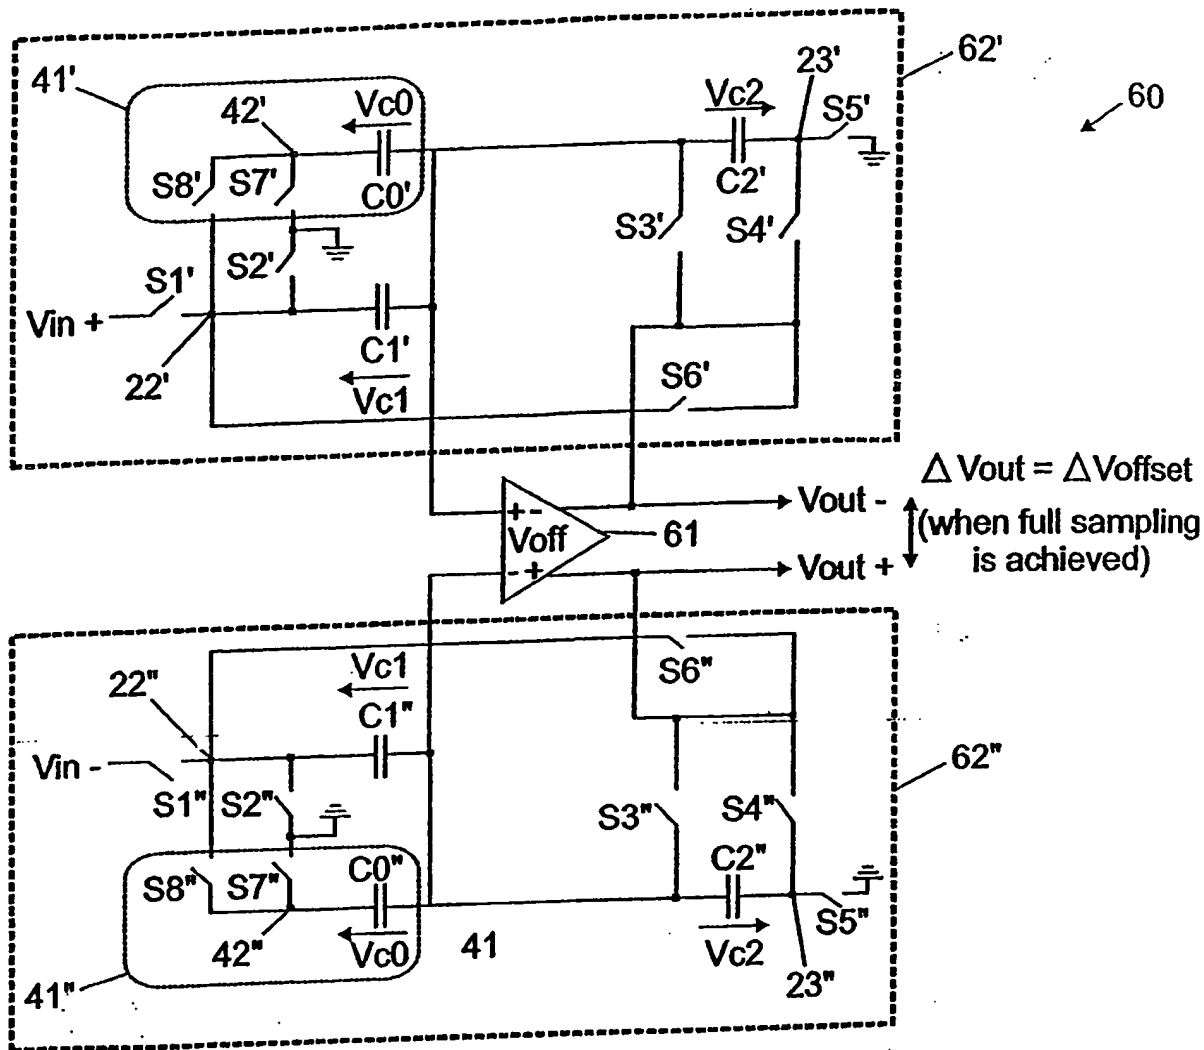 41'
42'
Vc0
Vc2
23'
S5'
62'
60
S8'
S7'
C0'
C2'
S3'
S4'
S2'
S1'
Vin +
C1'
Vc1
22'
S6'
Δ Vout = Δ Voffset
(when full sampling
is achieved)
+ -
Voff
- +
61
Vout -
Vout +
22"
Vc1
C1"
S6"
Vin -
S1"
S2"
S3"
S4"
62"
S8"
S7"
C0"
C2"
S5"
42"
Vc0
41
Vc2
23"
41"